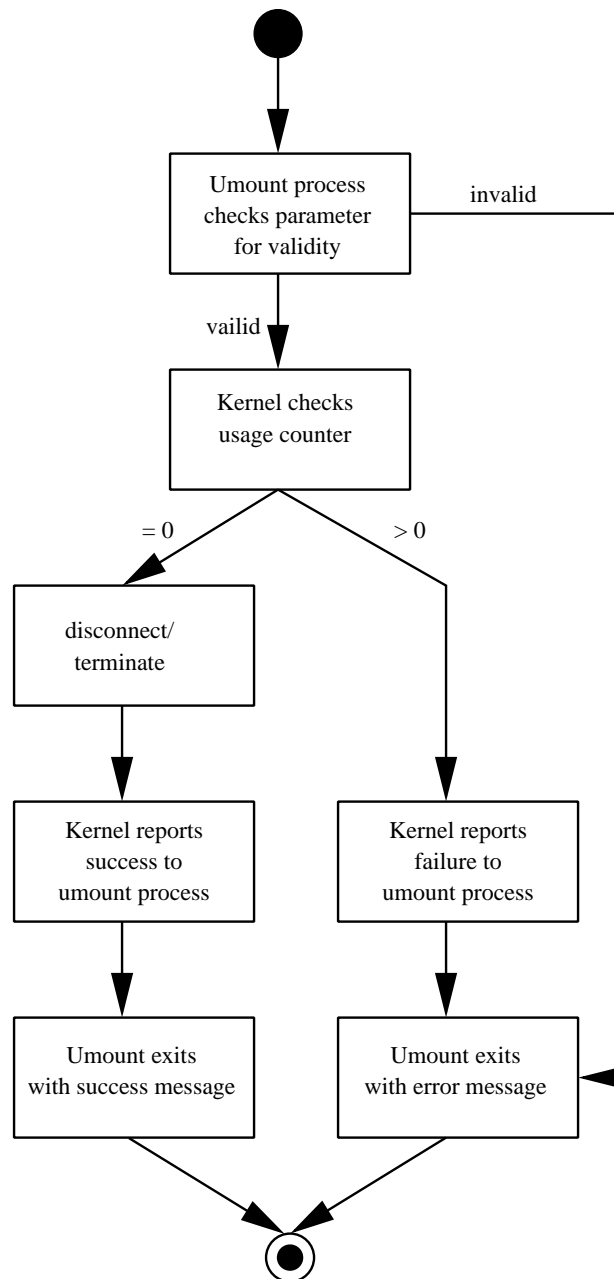 Umount process
checks parameter
for validity
invalid
vailid
Kernel checks
usage counter
= 0
> 0
disconnect/
terminate
Kernel reports
success to
umount process
Kernel reports
failure to
umount process
Umount exits
with success message
Umount exits
with error message